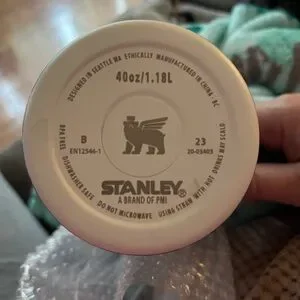 DESIGNED IN SEATTLE WA ETHICALLY MANUFACTURED IN CHINA BC
40oz/1.18L
BPA FREE
B
EN12546-1
23
20-03405
STANLEY®
A BRAND OF PMI
DISHWASHER SAFE DO NOT MICROWAVE USING STRAW WITH HOT DRINKS MAY SCALD